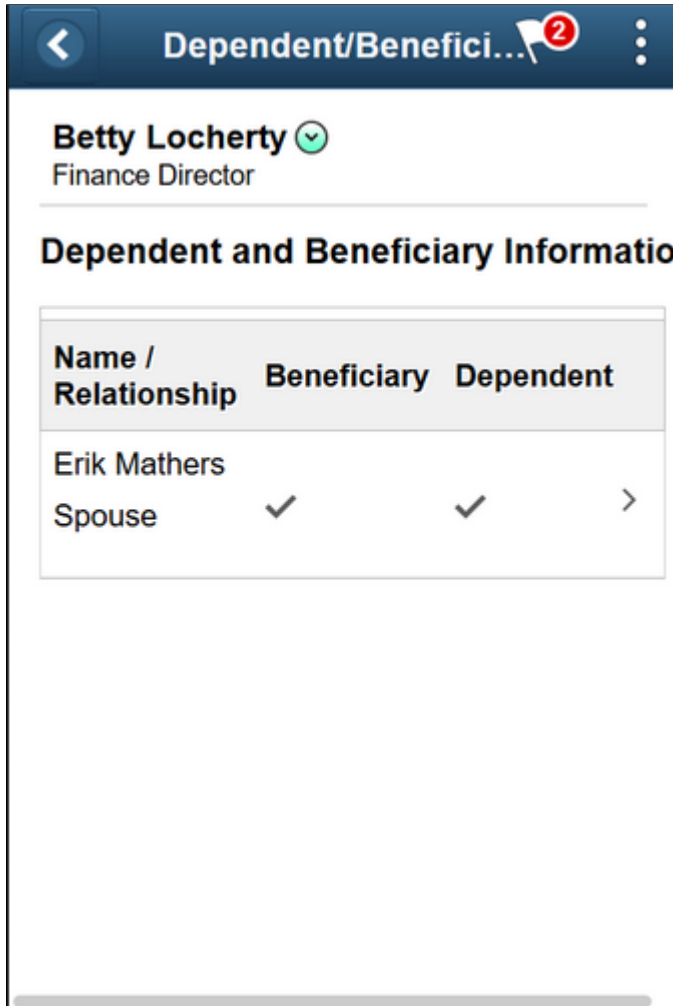 Dependent/Benefici...
2
Betty Locherty
Finance Director
Dependent and Beneficiary Informatio
Name /
Relationship
Beneficiary
Dependent
Erik Mathers
Spouse